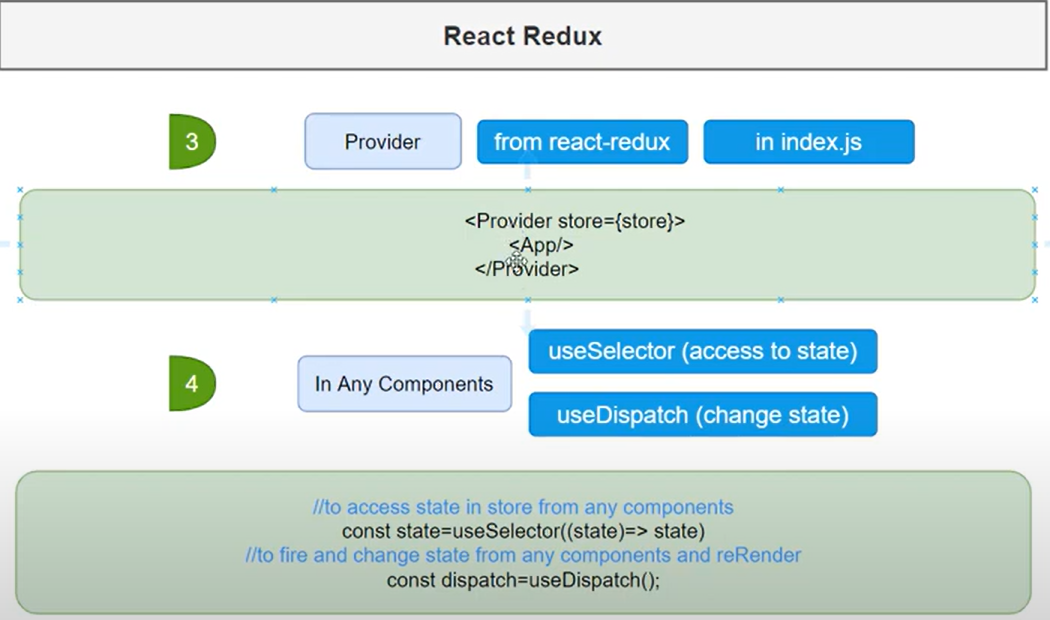 React Redux
3
Provider
from react-redux
in index.js
<Provider store={store}>
<App/>
</Provider>
4
In Any Components
useSelector (access to state)
useDispatch (change state)
//to access state in store from any components
const state=useSelector((state)=> state)
//to fire and change state from any components and reRender
const dispatch=useDispatch();